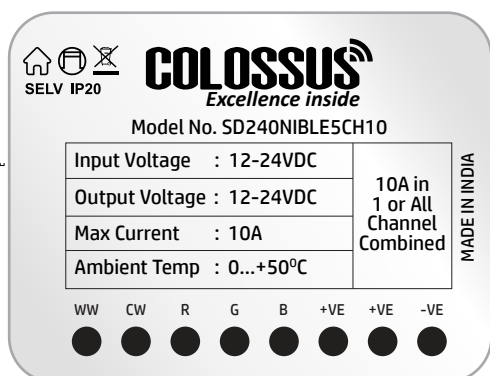 SELV IP20
COLOSSUS
Excellence inside
Model No. SD240NIBLE5CH10
Input Voltage : 12-24VDC
Output Voltage : 12-24VDC
Max Current : 10A
Ambient Temp : 0...+50⁰C
10A in
1 or All
Channel
Combined
MADE IN INDIA
WW CW R G B +VE +VE -VE